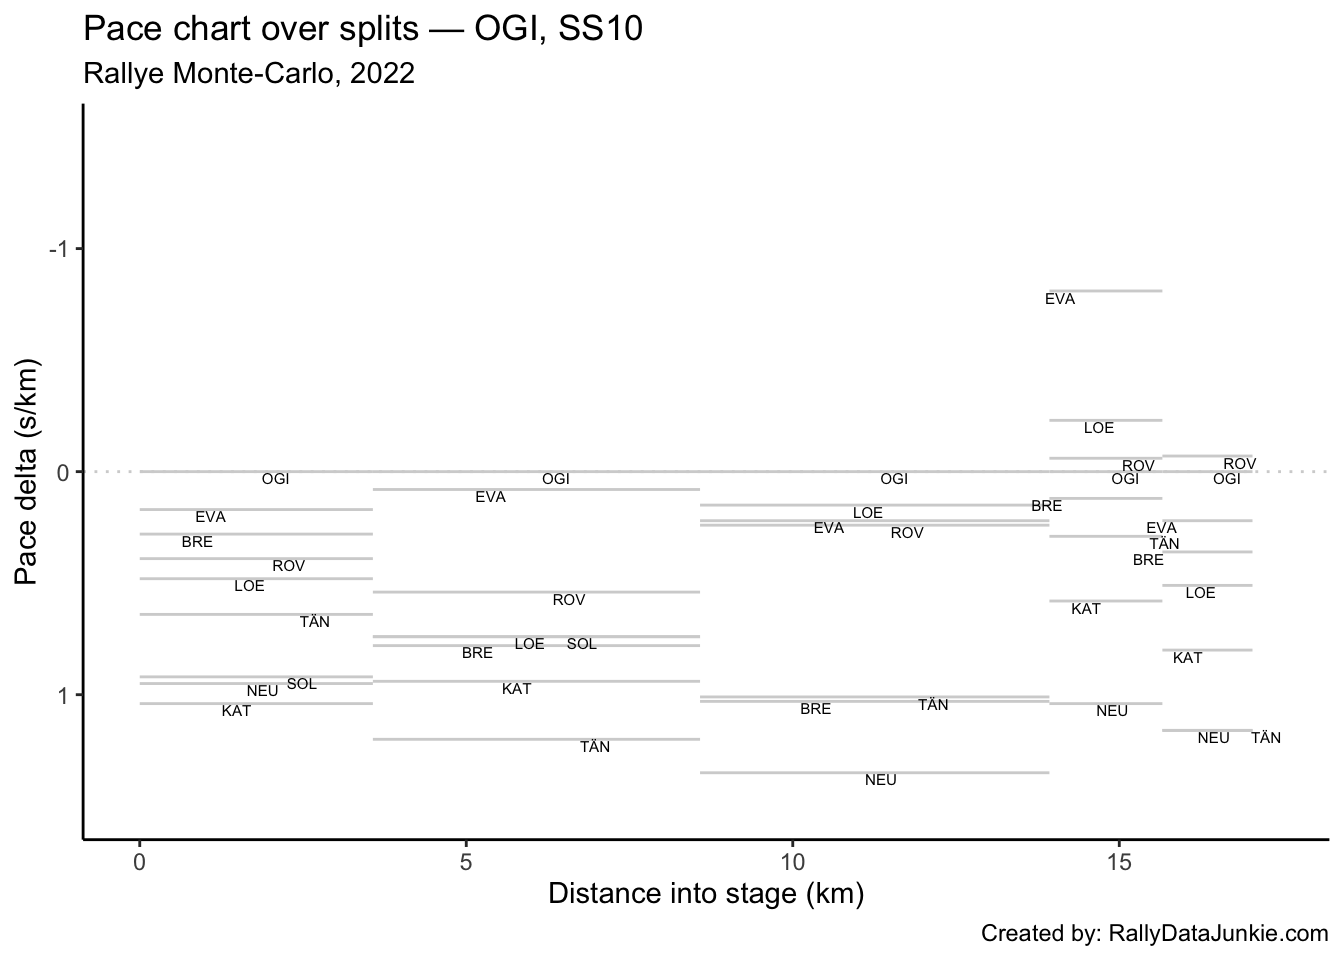 Pace chart over splits — OGI, SS10
Rallye Monte-Carlo, 2022
Pace delta (s/km)
-1
0
1
OGI
EVA
BRE
ROV
LOE
TÄN
SOL
NEU
KAT
OGI
EVA
ROV
LOE SOL
BRE
KAT
TÄN
OGI
LOE
EVA
ROV
TÄN
BRE
NEU
EVA
LOE
ROV
OGI
BRE
TÄN
KAT
NEU
ROV
OGI
EVA
BRE
LOE
KAT
NEU TÄN
0 5 10 15
Distance into stage (km)
Created by: RallyDataJunkie.com